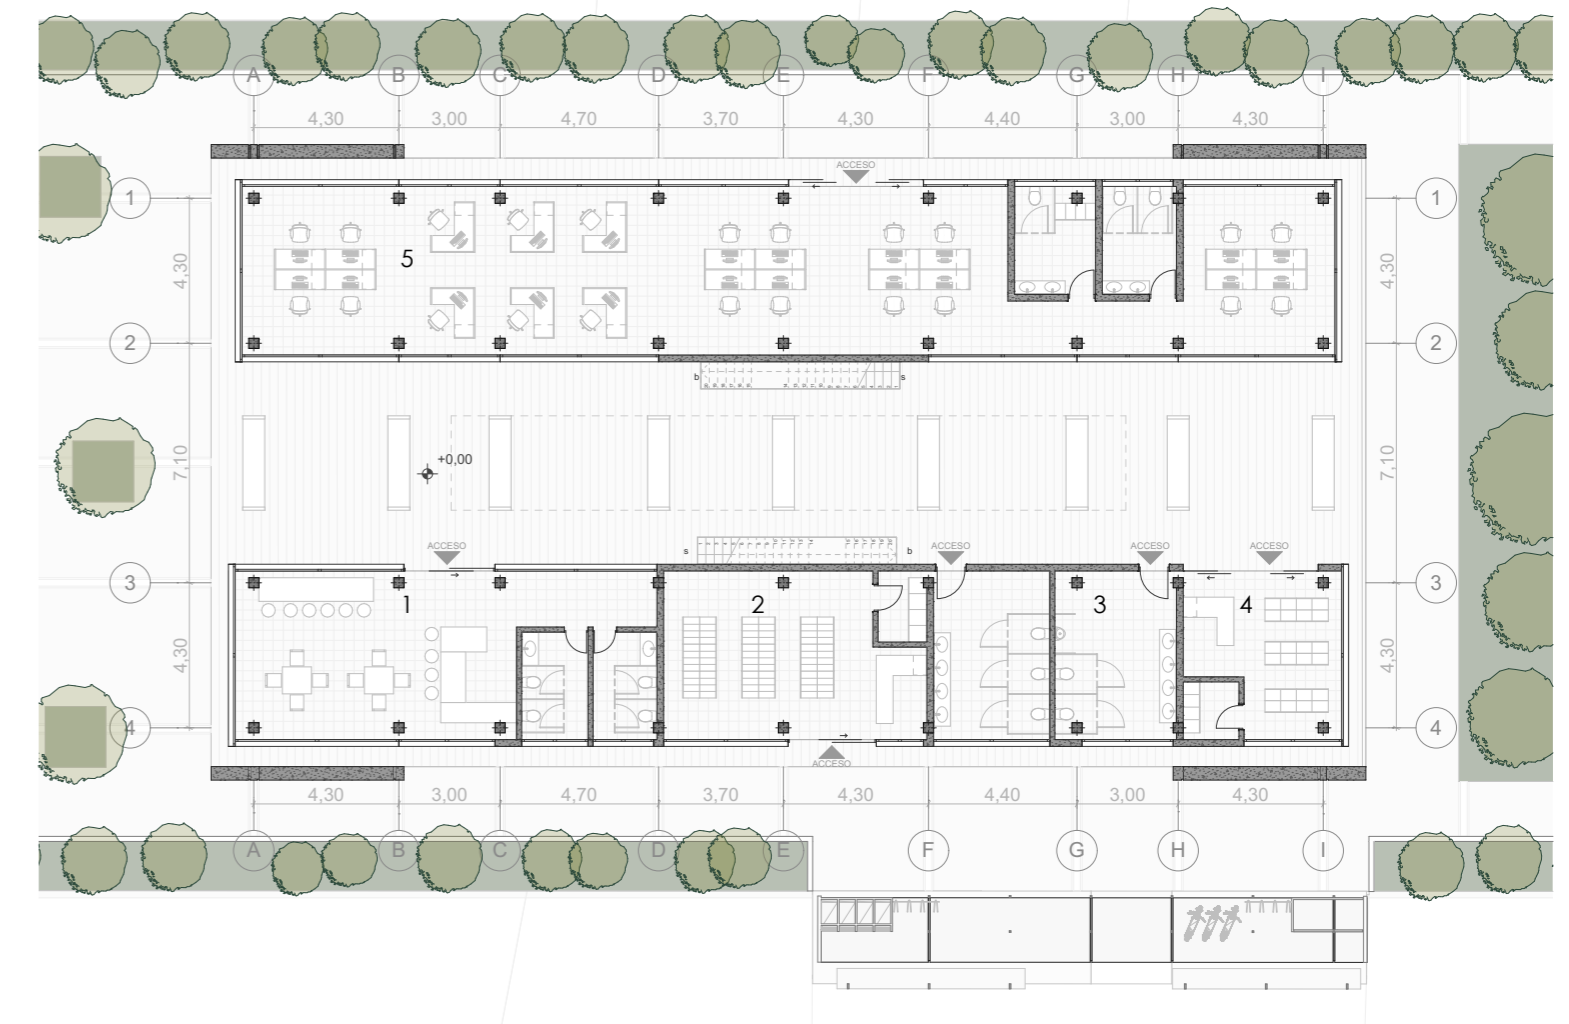 A B C D E F G H I
4,30 3,00 4,70 3,70 4,30 4,40 3,00 4,30
ACCESO
1 1
5
4,30 4,30
2 2
b s
+0,00
7,10 7,10
s b
ACCESO ACCESO ACCESO ACCESO
3 3
1 2 3 4
4,30 4,30
4 4
ACCESO
4,30 3,00 4,70 3,70 4,30 4,40 3,00 4,30
A B C D E F G H I